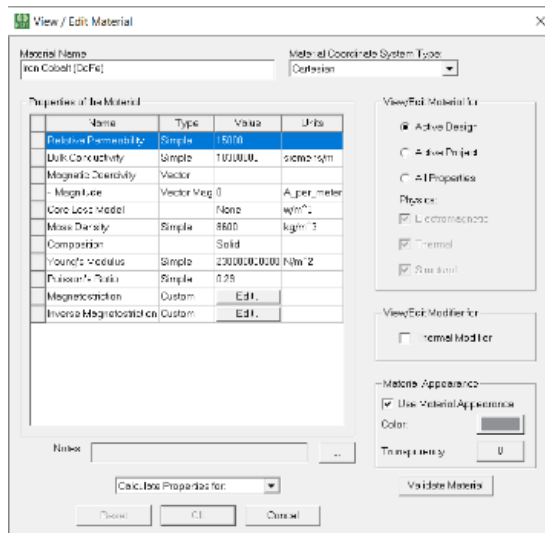 View / Edit Material
Material Name
Material Coordinate System Type:
Iron Cobalt (CoFe)
Cartesian
Properties of the Material
View/Edit Material for
Name Type Value Units
Relative Permeability Simple 15000
Active Design
Bulk Conductivity Simple siemens/m
Active Project
Magnetic Coercivity Vector
All Properties
- Magnitude Vector Mag 0 A_per_meter
Physics:
Core Loss Model None w/m^3
Electromagnetic
Mass Density Simple 8600 kg/m^3
Thermal
Composition Solid
Structural
Young's Modulus Simple N/m^2
Poisson's Ratio Simple 0.29
Magnetostriction Custom Edit..
Inverse Magnetostriction Custom Edit..
View/Edit Modifier for
Thermal Modifier
Material Appearance
Use Material Appearance
Color:
Notes:
...
Transparency 0
Calculate Properties for:
Validate Material
Reset OK Cancel